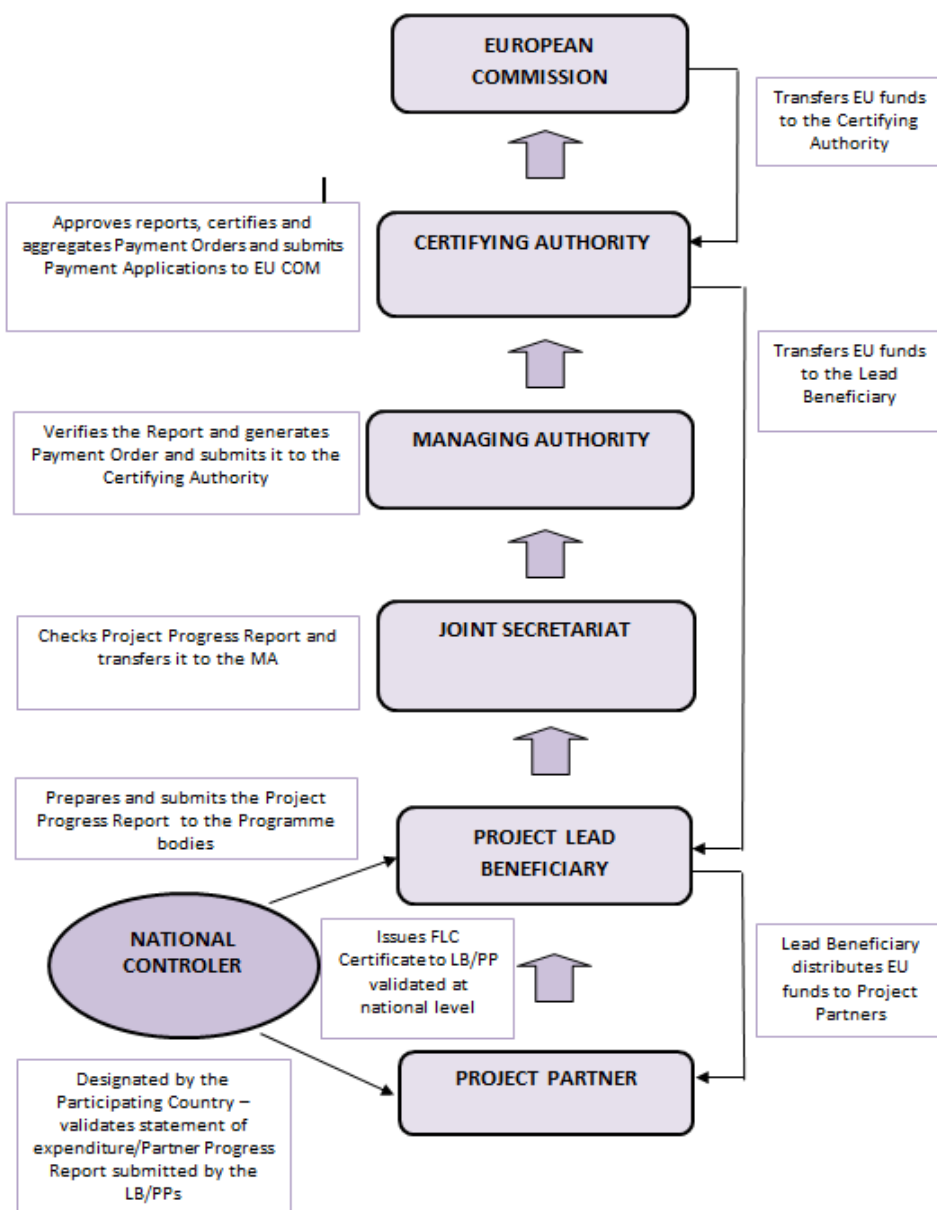 EUROPEAN
COMMISSION
Transfers EU funds
to the Certifying
Authority
Approves reports, certifies and
aggregates Payment Orders and submits
Payment Applications to EU COM
CERTIFYING AUTHORITY
Transfers EU funds
to the Lead
Beneficiary
Verifies the Report and generates
Payment Order and submits it to the
Certifying Authority
MANAGING AUTHORITY
Checks Project Progress Report and
transfers it to the MA
JOINT SECRETARIAT
Prepares and submits the Project
Progress Report to the Programme
bodies
PROJECT LEAD
BENEFICIARY
NATIONAL
CONTROLER
Issues FLC
Certificate to LB/PP
validated at
national level
Lead Beneficiary
distributes EU
funds to Project
Partners
PROJECT PARTNER
Designated by the
Participating Country –
validates statement of
expenditure/Partner Progress
Report submitted by the
LB/PPs